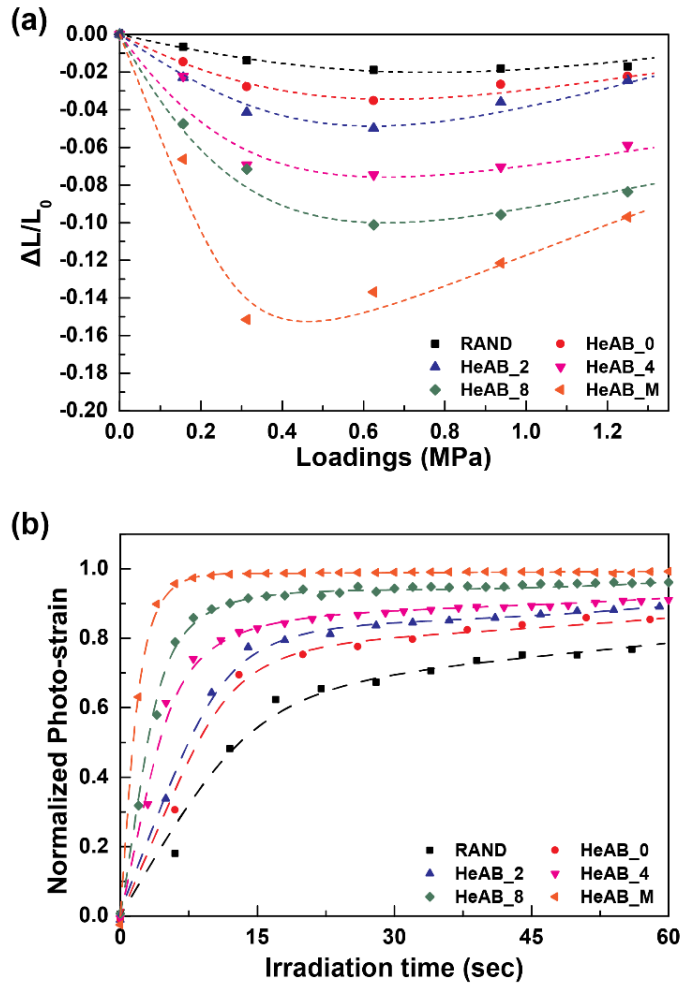 (a)
0.00
-0.02
-0.04
-0.06
-0.08
-0.10
-0.12
-0.14
-0.16
-0.18
-0.20
ΔL/L0
RAND HeAB_0
HeAB_2 HeAB_4
HeAB_8 HeAB_M
0.0 0.2 0.4 0.6 0.8 1.0 1.2
Loadings (MPa)
(b)
1.0
0.8
0.6
0.4
0.2
0.0
Normalized Photo-strain
RAND HeAB_0
HeAB_2 HeAB_4
HeAB_8 HeAB_M
0 15 30 45 60
Irradiation time (sec)